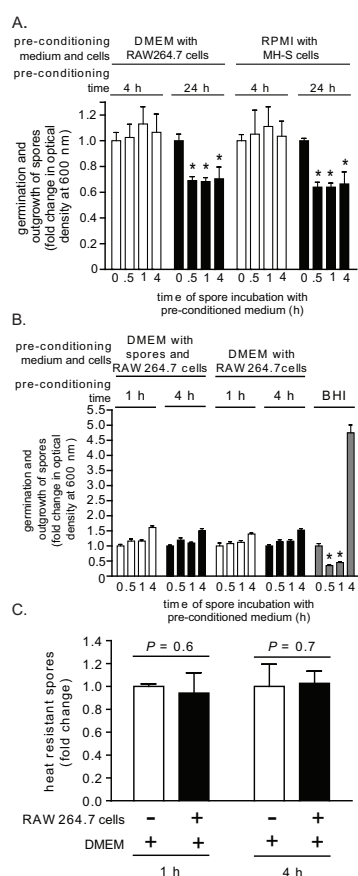 A.
pre-conditioning medium and cells
DMEM with RAW264.7 cells
RPMI with MH-S cells
pre-conditioning time
4 h
24 h
4 h
24 h
germination and outgrowth of spores (fold change in optical density at 600 nm)
1.2
1.0
0.8
0.6
0.4
0.2
0
* * *
* * *
0 .5 1 4 0 .5 1 4 0 .5 1 4 0 .5 1 4
time of spore incubation with pre-conditioned medium (h)
B.
pre-conditioning medium and cells
DMEM with spores and RAW 264.7 cells
DMEM with RAW 264.7cells
pre-conditioning time
1 h
4 h
1 h
4 h
BHI
germination and outgrowth of spores (fold change in optical density at 600 nm)
5.5
5.0
4.5
4.0
3.5
3.0
2.5
2.0
1.5
1.0
0.5
0
* *
0 .5 1 4 0 .5 1 4 0 .5 1 4 0 .5 1 4 0 .5 1 4
time of spore incubation with pre-conditioned medium (h)
C.
heat resistant spores (fold change)
1.4
1.2
1.0
0.8
0.6
0.4
0.2
0.0
P = 0.6
P = 0.7
RAW 264.7 cells - + - +
DMEM + + + +
1 h
4 h